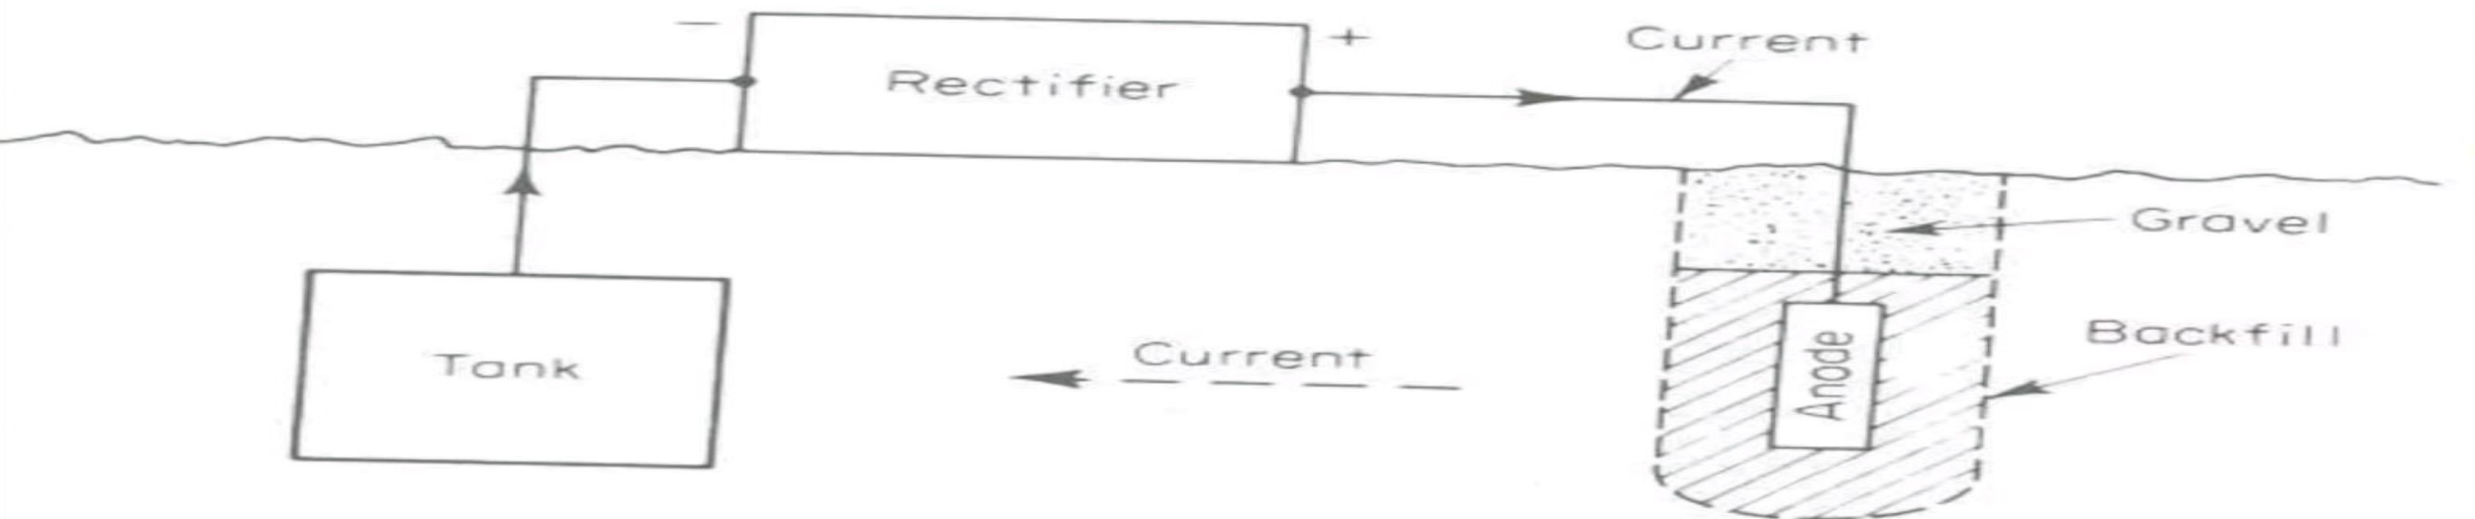 −
+
Current
Rectifier
Gravel
Backfill
Current
Tank
Anode